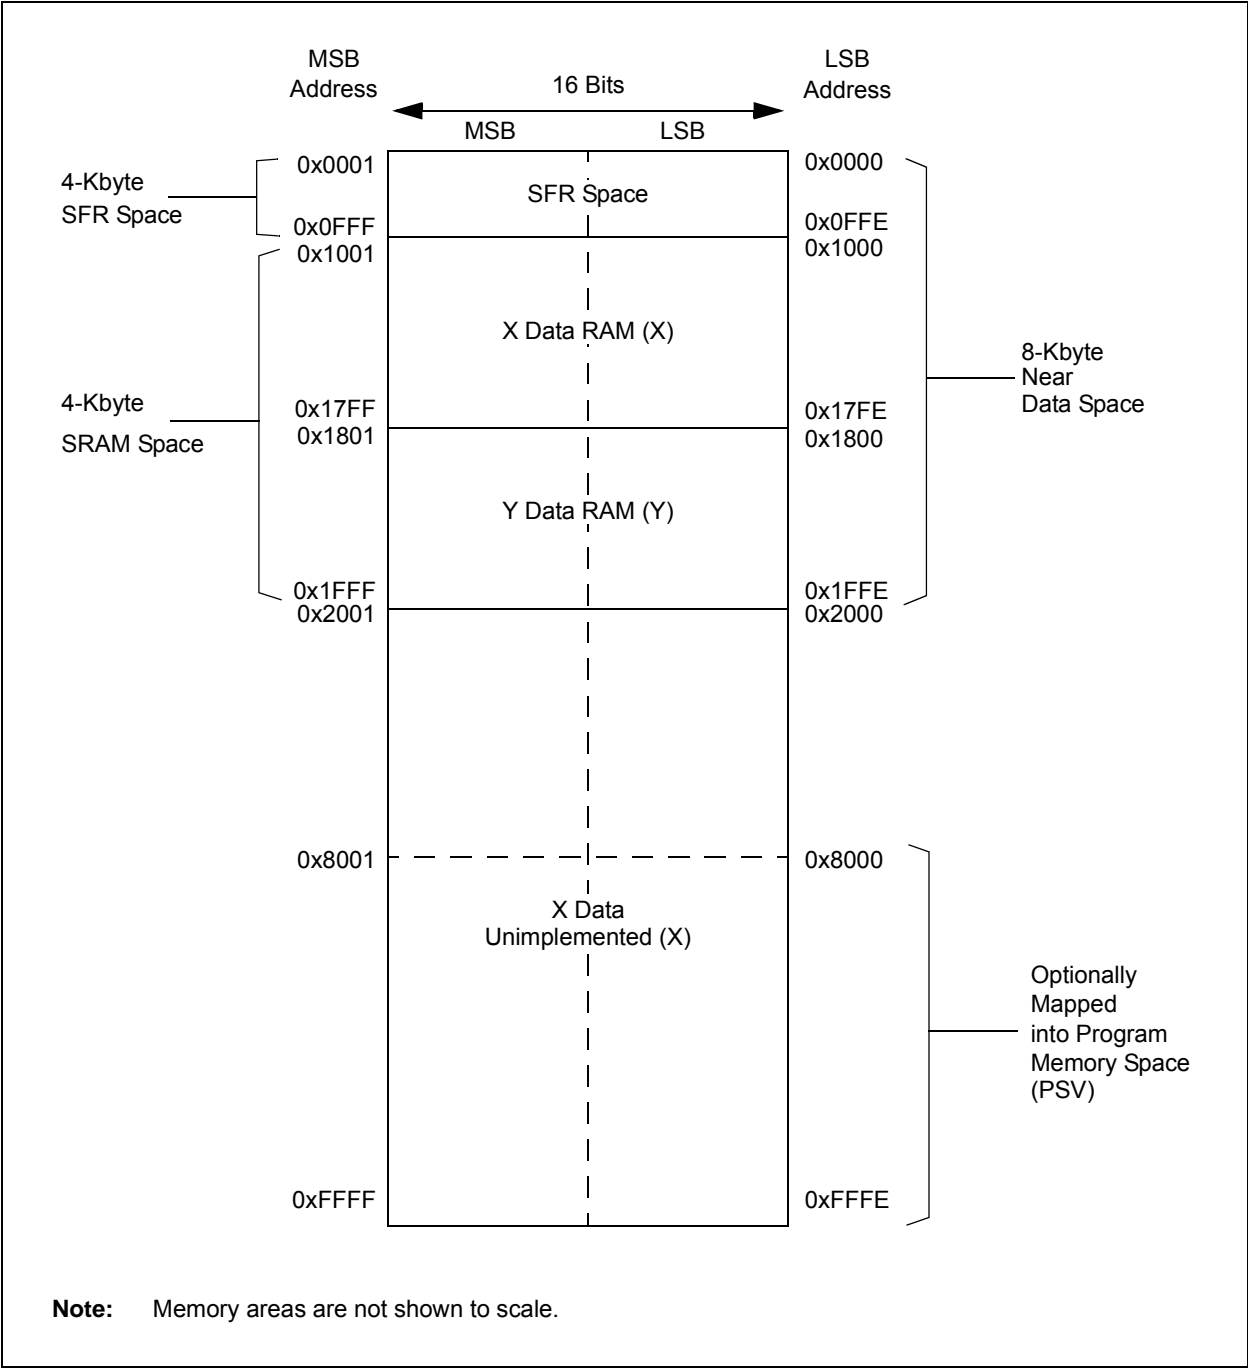 MSB
Address
LSB
Address
16 Bits
MSB
LSB
4-Kbyte
SFR Space
0x0001
0x0FFF
SFR Space
0x0000
0x0FFE
4-Kbyte
SRAM Space
0x1001
0x17FF
X Data RAM (X)
0x1000
0x17FE
8-Kbyte
Near
Data Space
0x1801
0x1FFF
Y Data RAM (Y)
0x1800
0x1FFE
0x2001
0x2000
0x8001
0x8000
X Data
Unimplemented (X)
Optionally
Mapped
into Program
Memory Space
(PSV)
0xFFFF
0xFFFE
Note: Memory areas are not shown to scale.